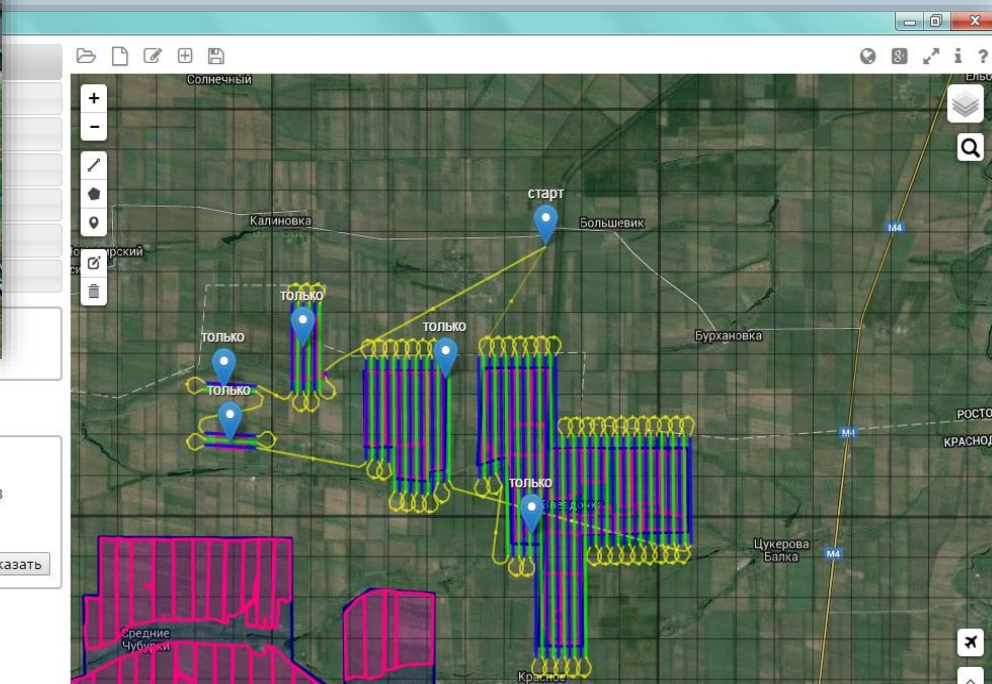 Солнечный
старт
Большевик
Калиновка
M4
только
только
Бурхановка
только
только
РОСТО
M4
КРАСНОД
только
Цукерова
Балка
M4
казать
Средние
Чубурки
Красное